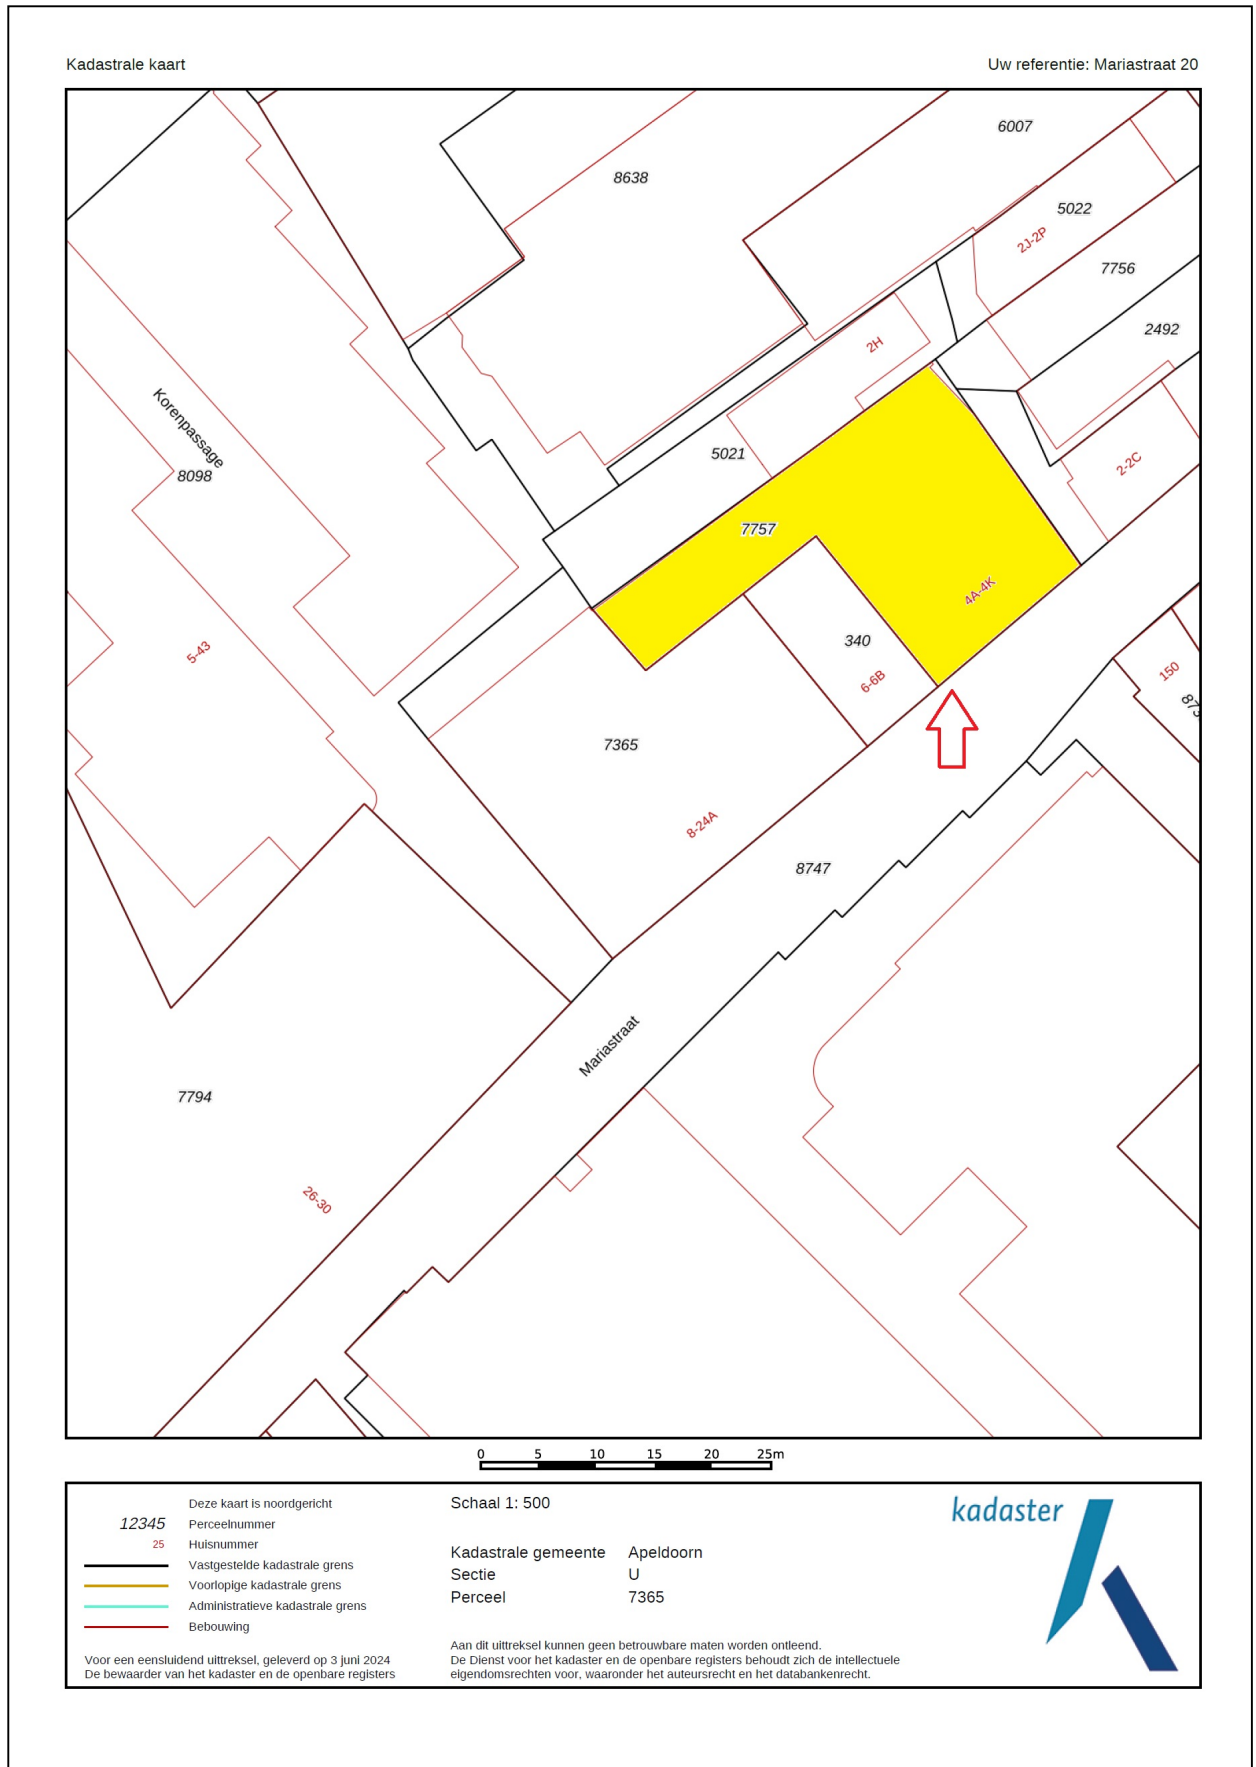 Kadastrale kaart
Uw referentie: Mariastraat 20
6007
8638
5022
2J-2P
7756
2492
2H
Korenpassage
8098
5021
2-2C
7757
4A-4K
340
6-6B
5-43
150
7365
8-24A
8747
Mariastraat
7794
26-30
0 5 10 15 20 25m
Deze kaart is noordgericht
12345 Perceelnummer
25 Huisnummer
Vastgestelde kadastrale grens
Voorlopige kadastrale grens
Administratieve kadastrale grens
Bebouwing
Voor een eensluidend uittreksel, geleverd op 3 juni 2024
De bewaarder van het kadaster en de openbare registers
Schaal 1: 500
Kadastrale gemeente Apeldoorn
Sectie U
Perceel 7365
Aan dit uittreksel kunnen geen betrouwbare maten worden ontleend.
De Dienst voor het kadaster en de openbare registers behoudt zich de intellectuele
eigendomsrechten voor, waaronder het auteursrecht en het databankenrecht.
kadaster